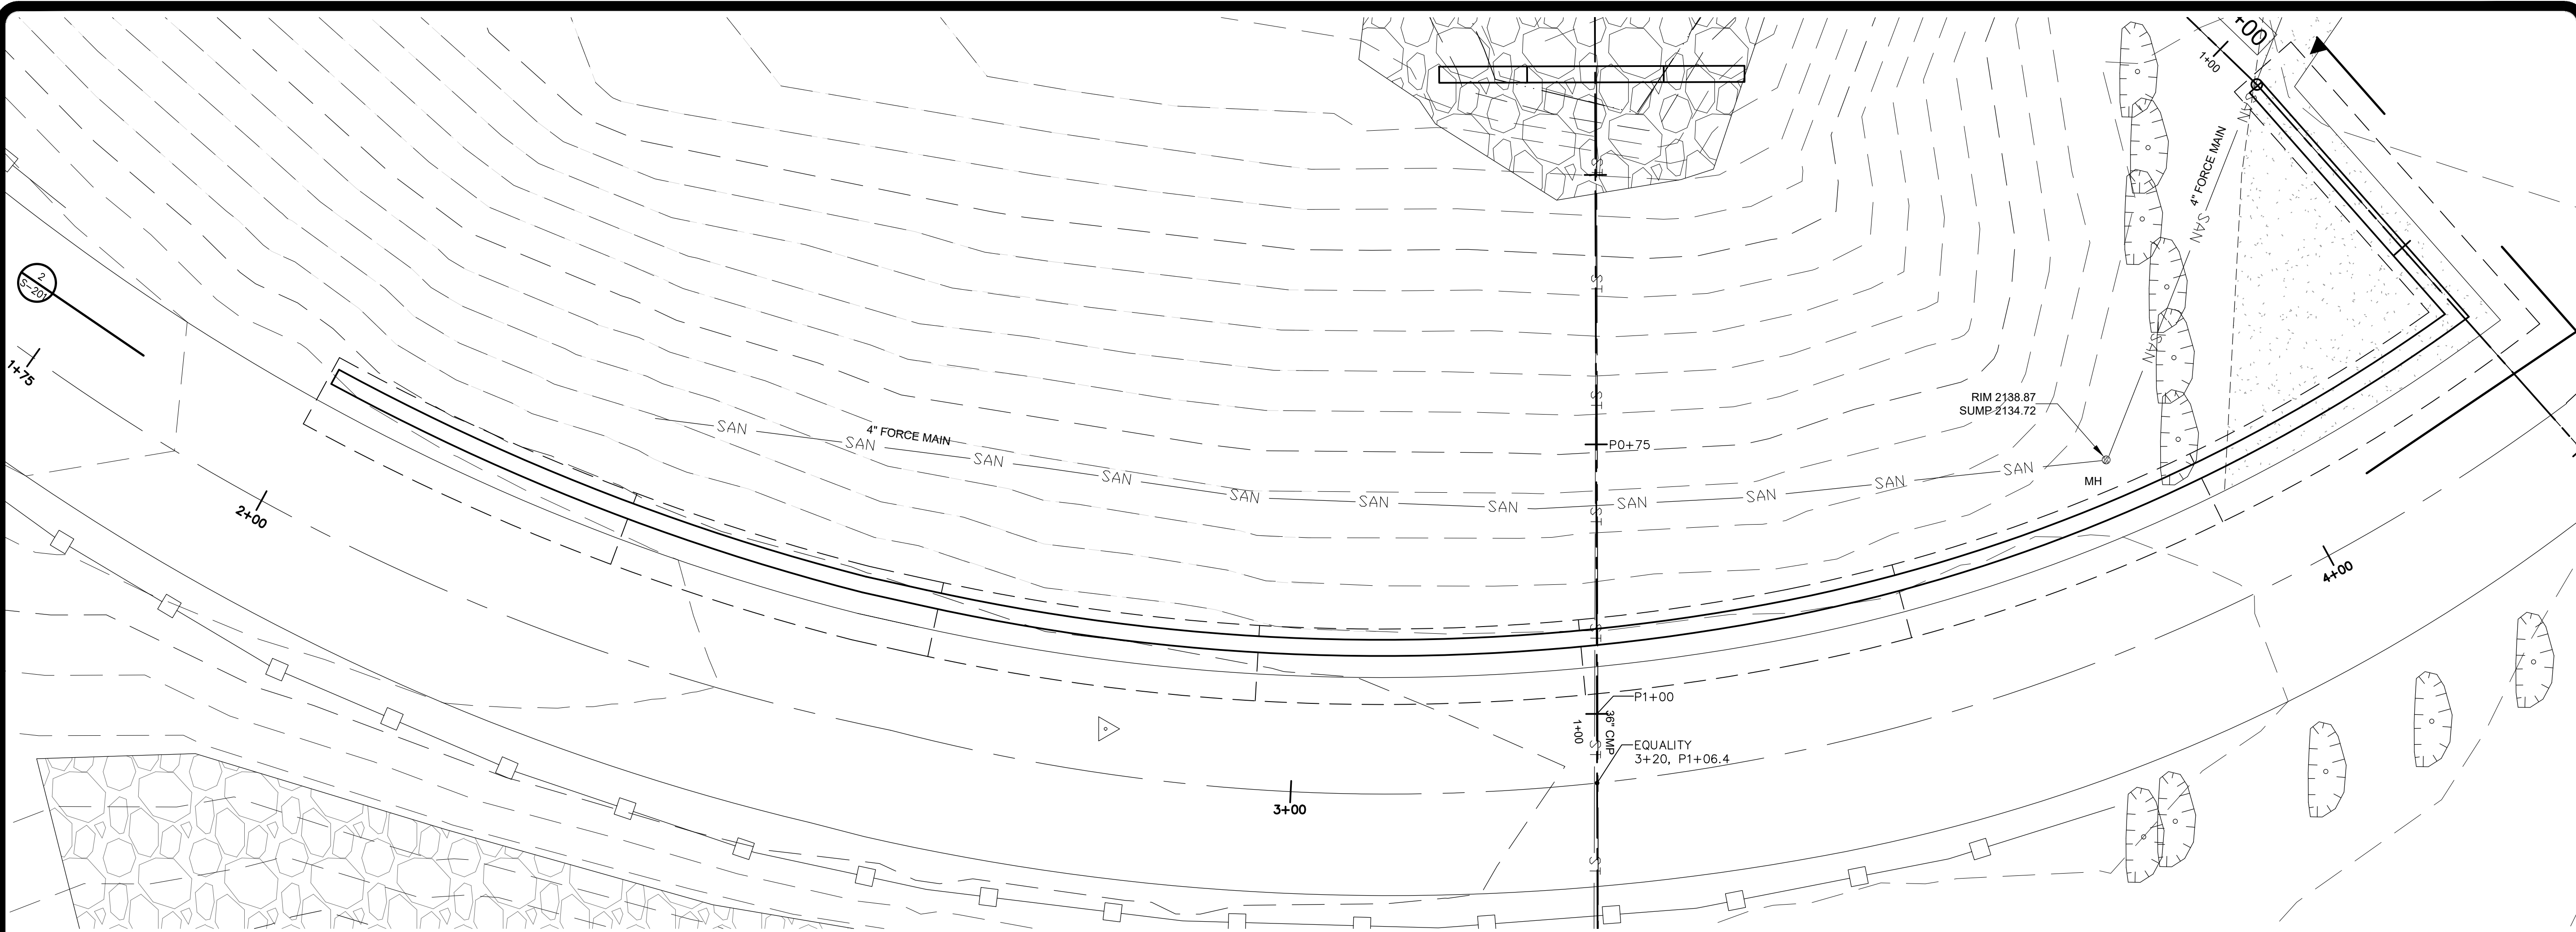 +00
1+00
SAN
4" FORCE MAIN
SAN
SAN
ST
2
S-201
ST
1+75
RIM 2138.87
SUMP 2134.72
MH
ST
SAN
4" FORCE MAIN
SAN
SAN
SAN
SAN
SAN
SAN
SAN
SAN
SAN
SAN
P0+75
ST
2+00
4+00
ST
P1+00
1+00
36" CMP
ST
EQUALITY
3+20, P1+06.4
3+00
ST